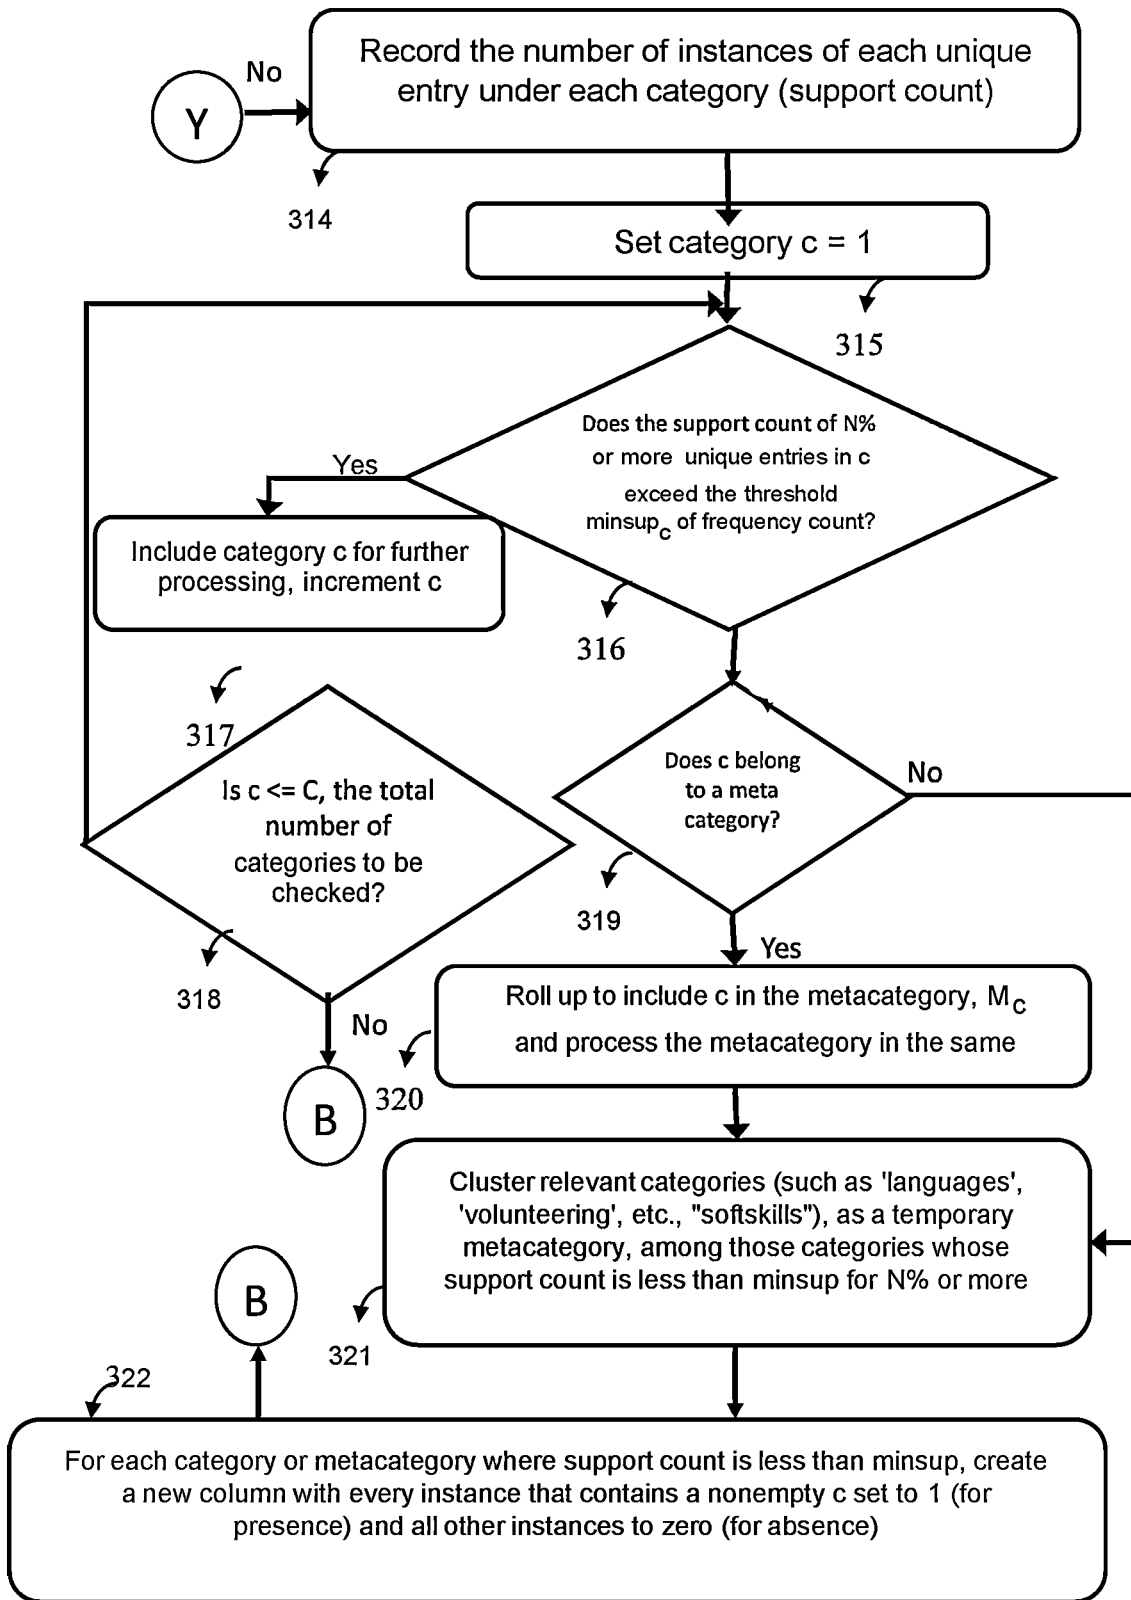 Record the number of instances of each unique
entry under each category (support count)
No
Y
314
Set category c = 1
315
Does the support count of N%
or more unique entries in c
exceed the threshold
minsupc of frequency count?
Yes
Include category c for further
processing, increment c
316
317
Is c <= C, the total
number of
categories to be
checked?
318
Does c belong
to a meta
category?
No
319
Yes
No
B
Roll up to include c in the metacategory, MC
and process the metacategory in the same
320
Cluster relevant categories (such as 'languages',
'volunteering', etc., "softskills"), as a temporary
metacategory, among those categories whose
support count is less than minsup for N% or more
B
321
322
For each category or metacategory where support count is less than minsup, create
a new column with every instance that contains a nonempty c set to 1 (for
presence) and all other instances to zero (for absence)